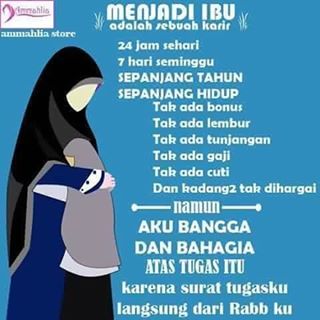 Ammahlia
ammahlia store
MENJADI IBU
adalah sebuah karir
24 jam sehari
7 hari seminggu
SEPANJANG TAHUN
SEPANJANG HIDUP
Tak ada bonus
Tak ada lembur
Tak ada tunjangan
Tak ada gaji
Tak ada cuti
Dan kadang2 tak dihargai
namun
AKU BANGGA
DAN BAHAGIA
ATAS TUGAS ITU
karena surat tugasku
langsung dari Rabb ku